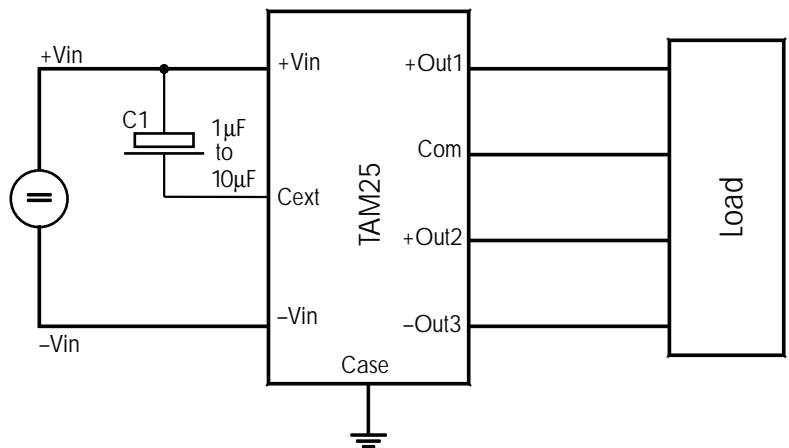 +Vin
+Vin
+Out1
C1
1µF
to
10µF
Com
Cext
TAM25
Load
+Out2
–Vin
–Out3
–Vin
Case